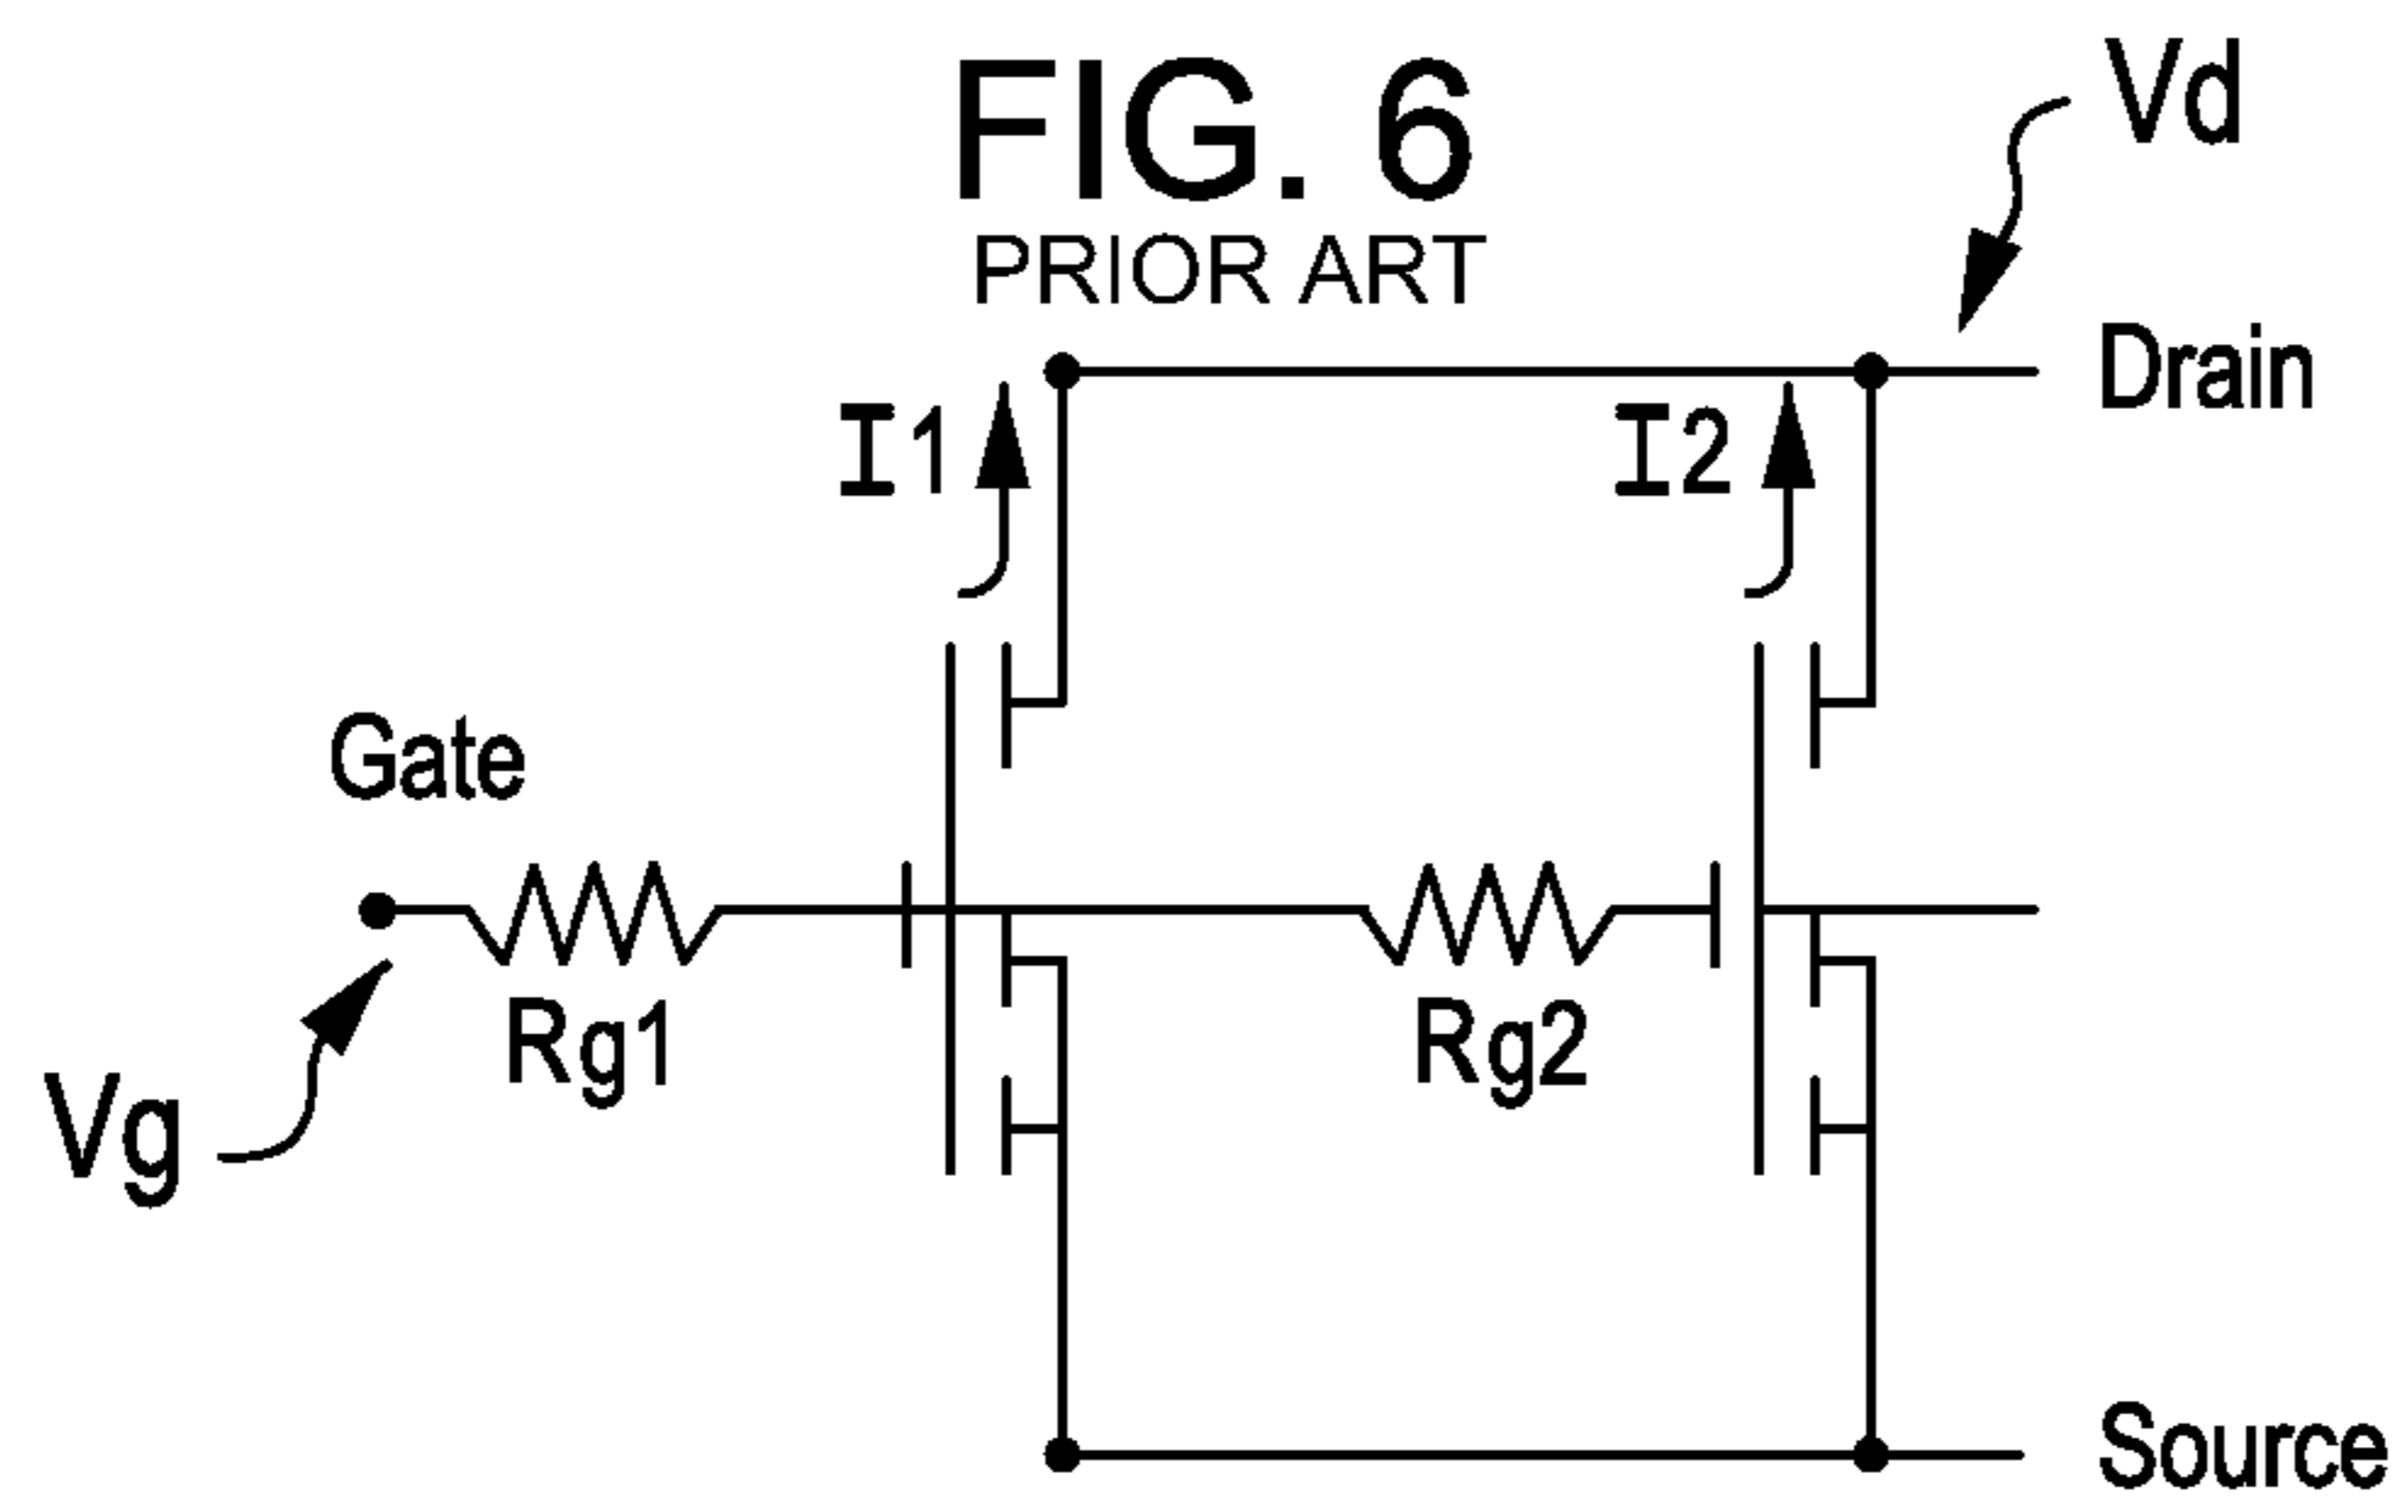 FIG. 6
PRIOR ART
Vd
Drain
I1
I2
Gate
Rg1
Rg2
Vg
Source